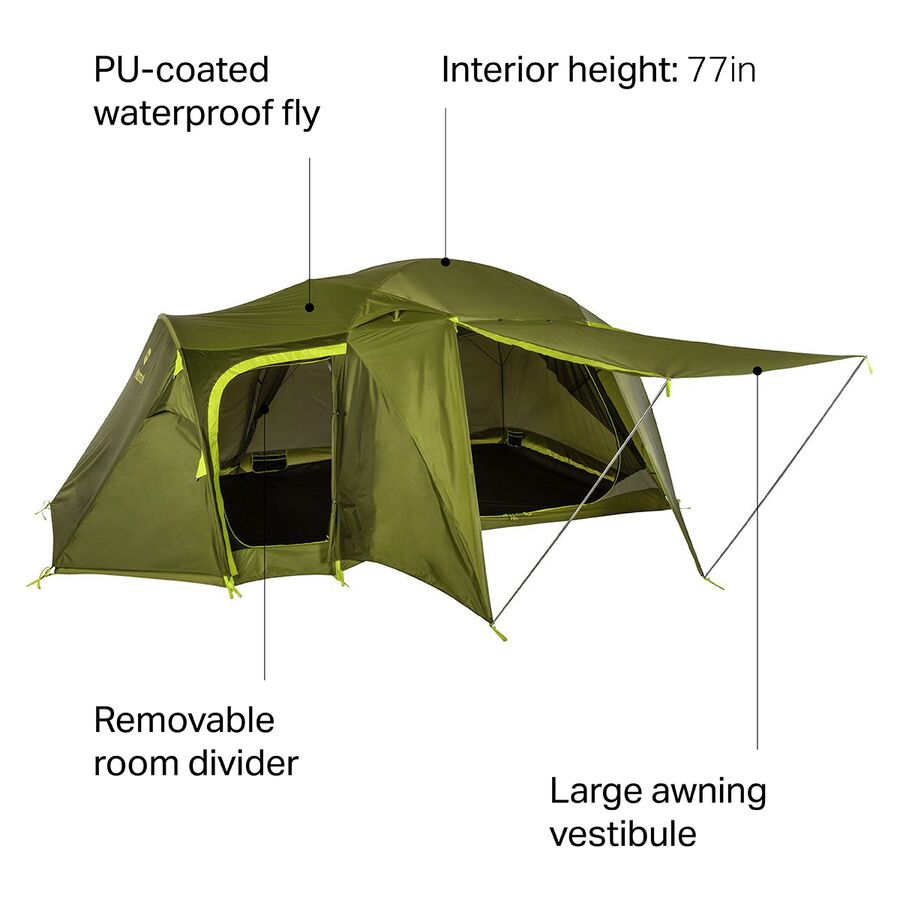 PU-coated
waterproof fly
Interior height: 77in
Removable
room divider
Large awning
vestibule